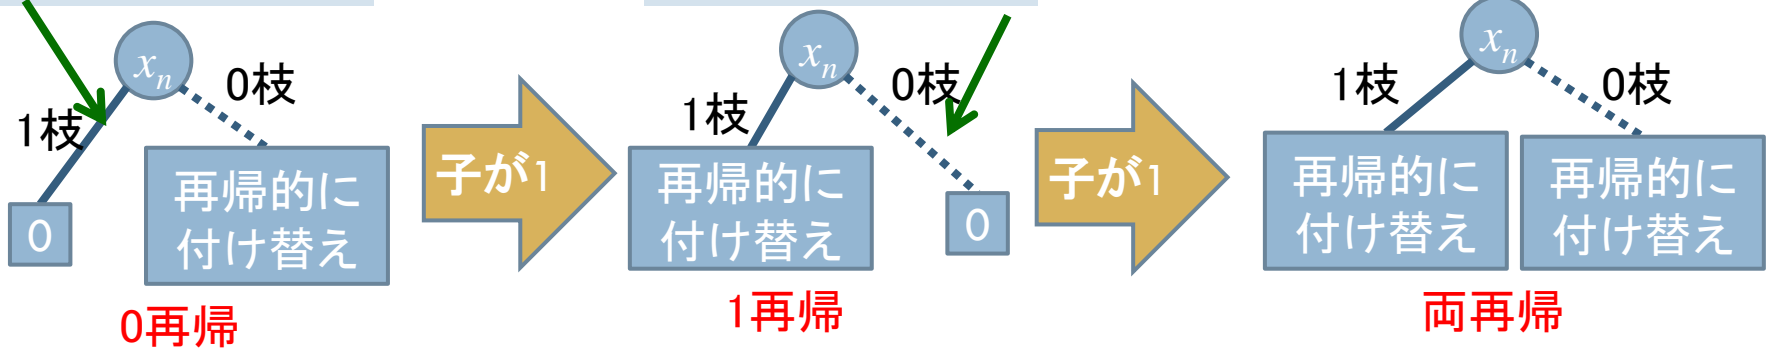 xn
1枝
0枝
0
再帰的に
付け替え
0再帰
子が1
xn
1枝
0枝
再帰的に
付け替え
0
1再帰
子が1
xn
1枝
0枝
再帰的に
付け替え
再帰的に
付け替え
両再帰